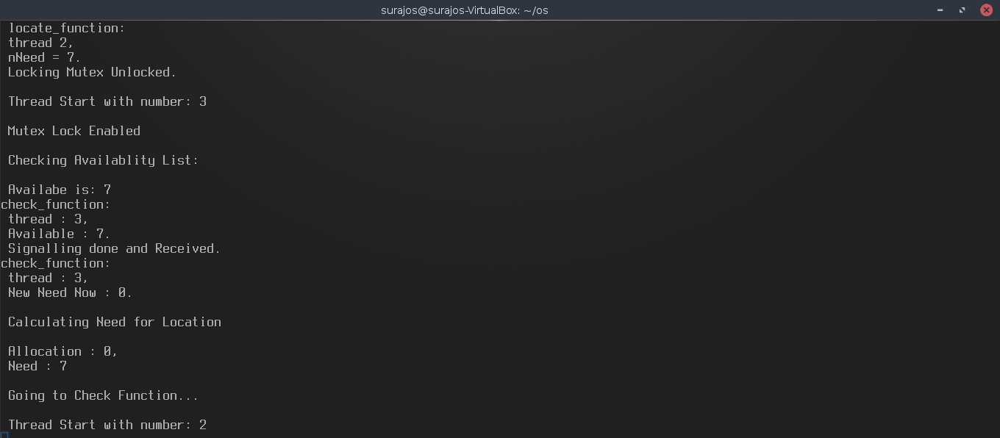 surajos@surajos-VirtualBox: ~/os
locate_function:
thread 2,
nNeed = 7.
Locking Mutex Unlocked.
Thread Start with number: 3
Mutex Lock Enabled
Checking Availablity List:
Availabe is: 7
check_function:
thread : 3,
Available : 7.
Signalling done and Received.
check_function:
thread : 3,
New Need Now : 0.
Calculating Need for Location
Allocation : 0,
Need : 7
Going to Check Function...
Thread Start with number: 2